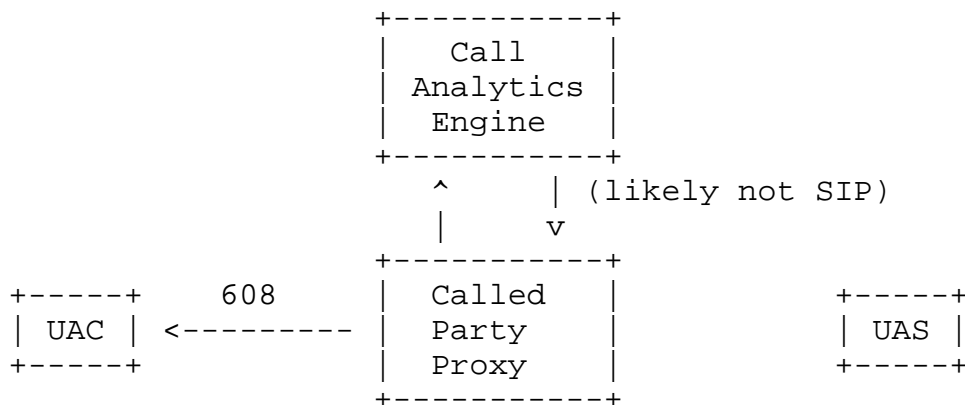 +-----------+
|   Call    |
| Analytics |
|  Engine   |
+-----------+
^     | (likely not SIP)
|     v
+-----------+
+-----+    608      |  Called   |             +-----+
| UAC | <--------- |  Party    |             | UAS |
+-----+             |  Proxy    |             +-----+
+-----------+